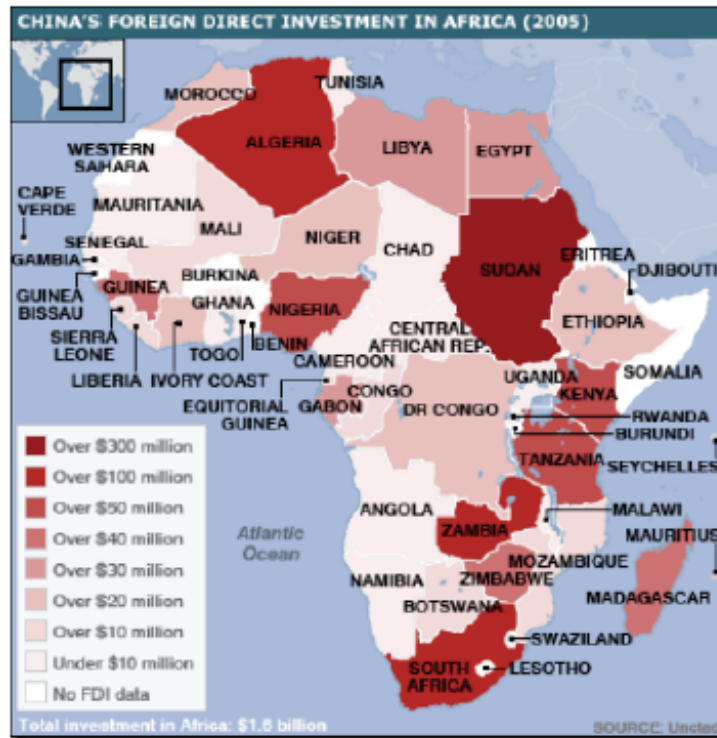 CHINA'S FOREIGN DIRECT INVESTMENT IN AFRICA (2005)
TUNISIA
MOROCCO
ALGERIA
LIBYA
EGYPT
WESTERN
SAHARA
CAPE
VERDE
MAURITANIA
MALI
NIGER
CHAD
SUDAN
ERITREA
DJIBOUTI
SENEGAL
GAMBIA
BURKINA
GUINEA
GUINEA
BISSAU
GHANA
NIGERIA
ETHIOPIA
SIERRA
LEONE
TOGO
BENIN
CENTRAL
AFRICAN REP.
CAMEROON
LIBERIA
IVORY COAST
UGANDA
SOMALIA
EQUITORIAL
GUINEA
GABON
CONGO
DR CONGO
KENYA
RWANDA
BURUNDI
TANZANIA
SEYCHELLES
Over $300 million
Over $100 million
Over $50 million
Over $40 million
Over $30 million
Over $20 million
Over $10 million
Under $10 million
No FDI data
ANGOLA
MALAWI
Atlantic
Ocean
ZAMBIA
MAURITIUS
MOZAMBIQUE
ZIMBABWE
NAMIBIA
MADAGASCAR
BOTSWANA
SWAZILAND
SOUTH
AFRICA
LESOTHO
Total investment in Africa: $1.6 billion
SOURCE: Unctad